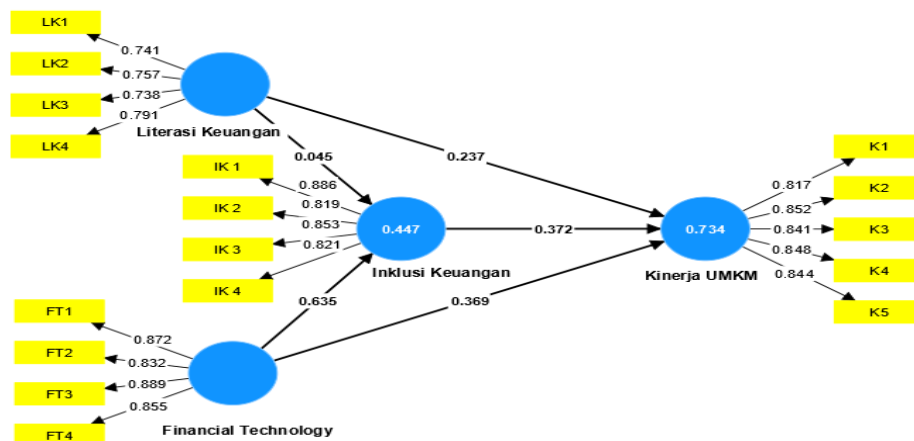 LK1
0.741
LK2
0.757
LK3
0.738
LK4
0.791
Literasi Keuangan
0.045
0.237
IK 1
0.886
IK 2
0.819
IK 3
0.853
IK 4
0.821
0.447
Inklusi Keuangan
0.372
0.734
Kinerja UMKM
K1
0.817
K2
0.852
K3
0.841
K4
0.848
K5
0.844
0.635
0.369
FT1
0.872
FT2
0.832
FT3
0.889
FT4
0.855
Financial Technology